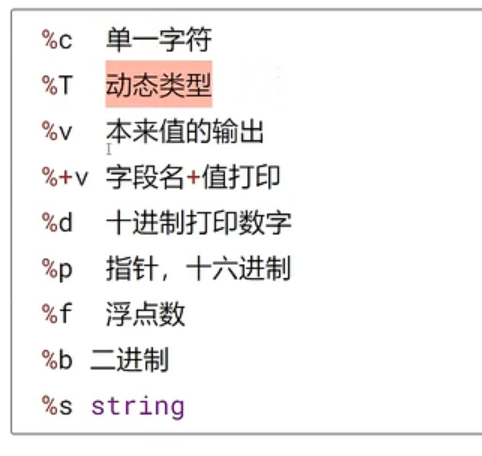 %c 单一字符
%T 动态类型
%v 本来值的输出
%+v 字段名+值打印
%d 十进制打印数字
%p 指针，十六进制
%f 浮点数
%b 二进制
%s string